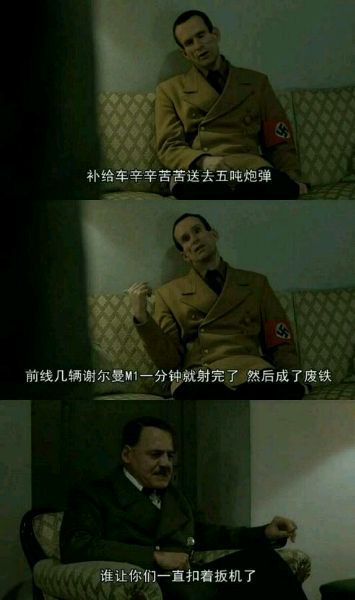 补给车辛辛苦苦送去五吨炮弹
前线几辆谢尔曼M1一分钟就射完了 然后成了废铁
谁让你们一直扣着扳机了